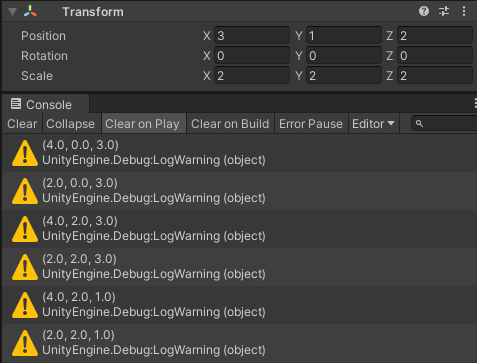 Transform
Position X 3 Y 1 Z 2
Rotation X 0 Y 0 Z 0
Scale X 2 Y 2 Z 2
Console
Clear Collapse Clear on Play Clear on Build Error Pause Editor
(4.0, 0.0, 3.0)
UnityEngine.Debug:LogWarning (object)
(2.0, 0.0, 3.0)
UnityEngine.Debug:LogWarning (object)
(4.0, 2.0, 3.0)
UnityEngine.Debug:LogWarning (object)
(2.0, 2.0, 3.0)
UnityEngine.Debug:LogWarning (object)
(4.0, 2.0, 1.0)
UnityEngine.Debug:LogWarning (object)
(2.0, 2.0, 1.0)
UnityEngine.Debug:LogWarning (object)